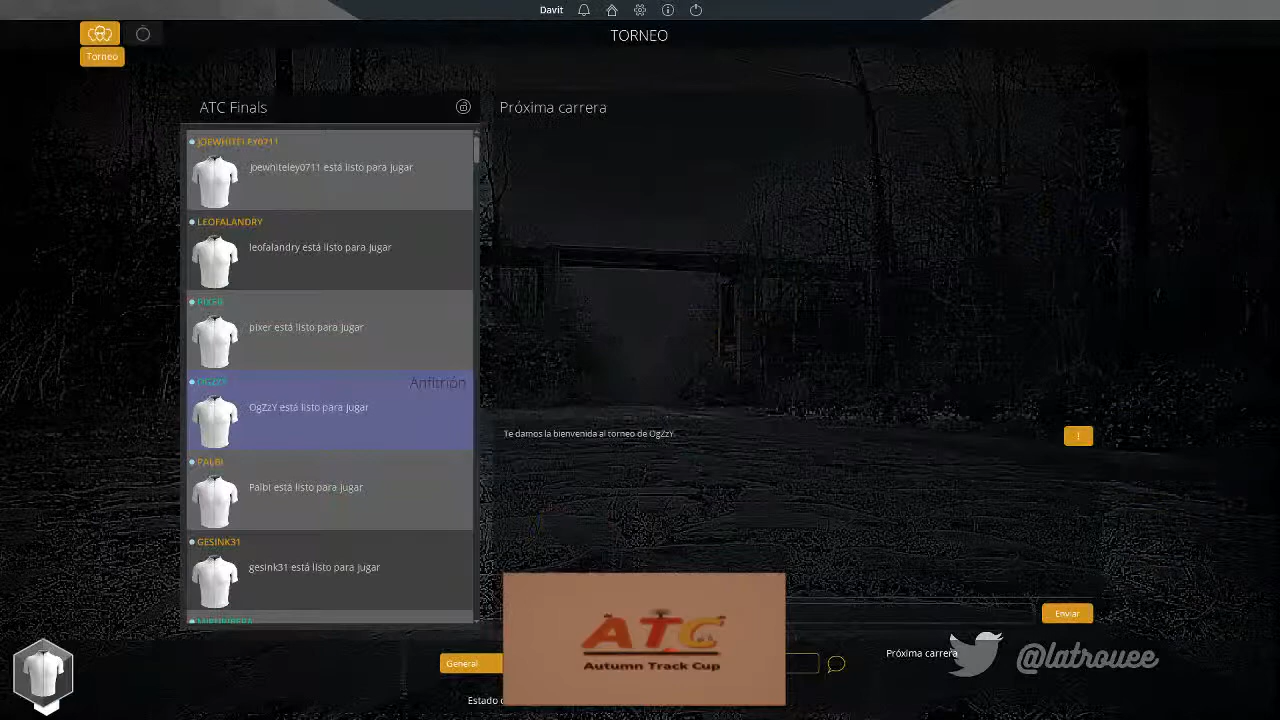 Davit
TORNEO
Torneo
ATC Finals
Próxima carrera
JOEWHITELEY0711
Joewhiteley0711 está listo para jugar
LEOFALANDRY
leofalandry está listo para jugar
PIXER
pixer está listo para jugar
OGZZY
Anfitrión
OgZzY está listo para jugar
PALBI
Palbi está listo para jugar
GESINK31
gesink31 está listo para jugar
Te damos la bienvenida al torneo de OgZzY
!
Enviar
ATC
Autumn Track Cup
General
Próxima carrera
@latrouee
Estado